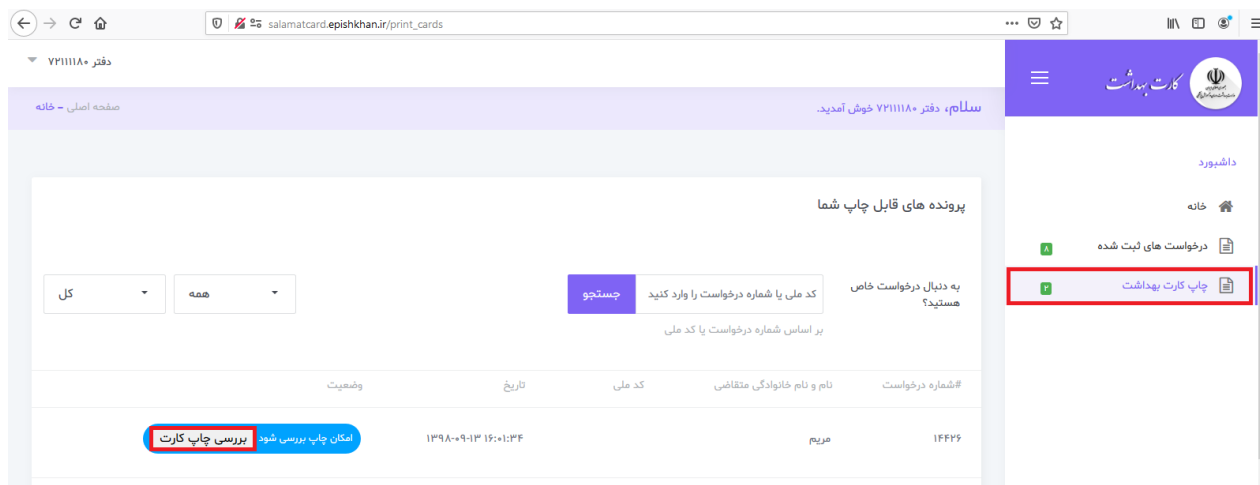 salamatcard.epishkhan.ir/print_cards
کارت بهداشت
دفتر ۷۲۱۱۱۱۸۰
سلام، دفتر ۷۲۱۱۱۱۸۰ خوش آمدید.
صفحه اصلی - خانه
داشبورد
خانه
درخواست های ثبت شده ۸
چاپ کارت بهداشت ۲
پرونده های قابل چاپ شما
به دنبال درخواست خاص
هستید؟
کد ملی یا شماره درخواست را وارد کنید
جستجو
همه
کل
بر اساس شماره درخواست یا کد ملی
#شماره درخواست نام و نام خانوادگی متقاضی کد ملی تاریخ وضعیت
۱۴۴۲۶ مریم ۱۳۹۸-۰۹-۱۳ ۱۶:۰۱:۳۴ امکان چاپ بررسی شود بررسی چاپ کارت